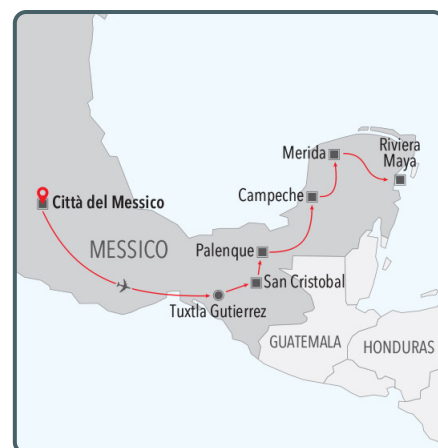 Merida
Riviera
Maya
Campeche
Città del Messico
MESSICO
Palenque
San Cristobal
Tuxtla Gutierrez
GUATEMALA
HONDURAS